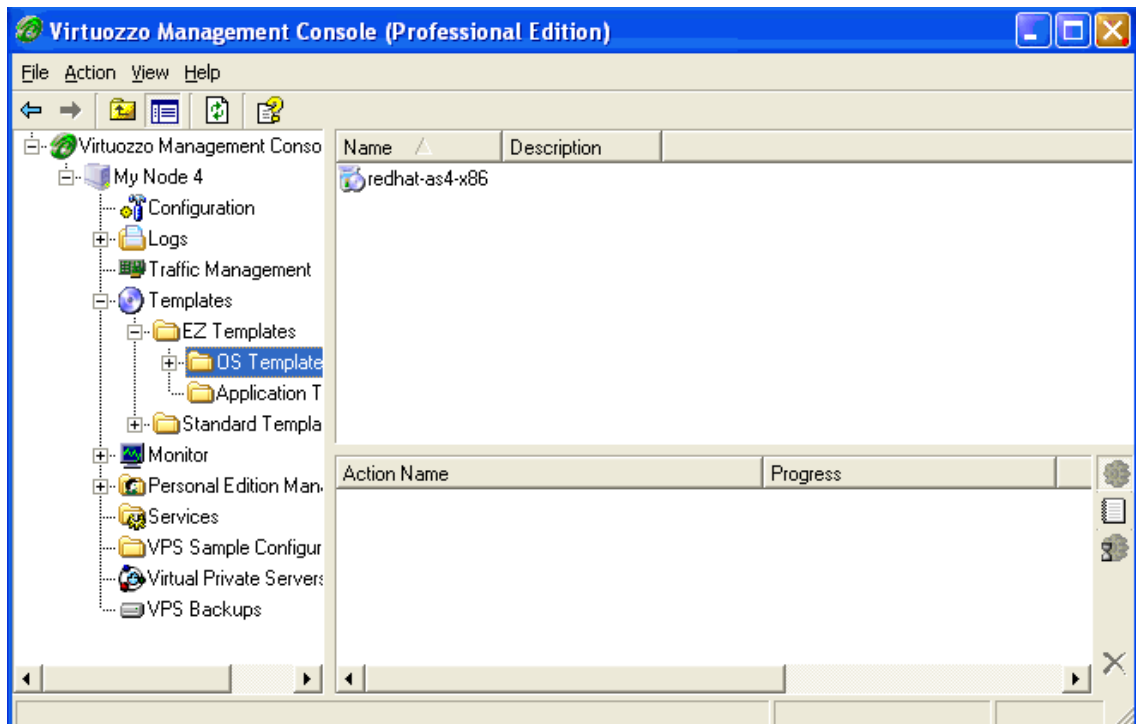 Virtuozzo Management Console (Professional Edition)
File Action View Help
Virtuozzo Management Conso
My Node 4
Configuration
Logs
Traffic Management
Templates
EZ Templates
OS Template
Application T
Standard Templa
Monitor
Personal Edition Man
Services
VPS Sample Configur
Virtual Private Servers
VPS Backups
Name Description
redhat-as4-x86
Action Name Progress